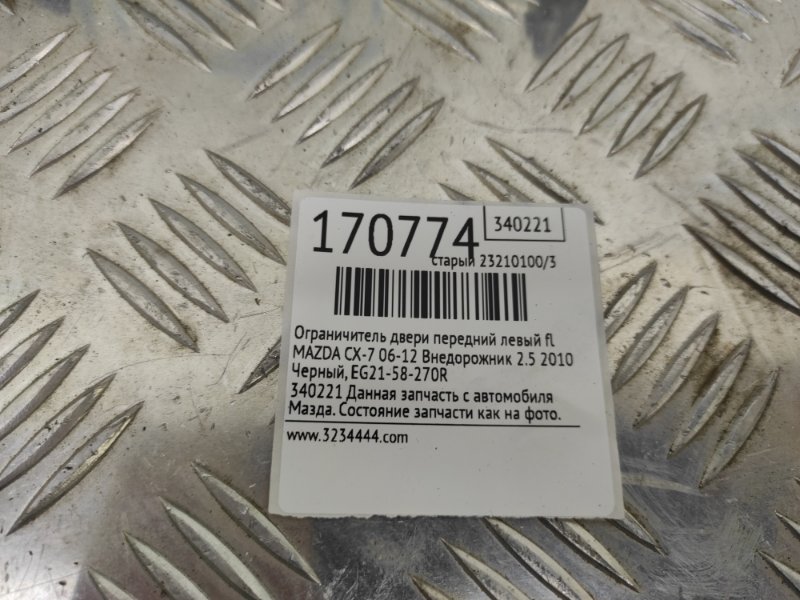 170774
340221
старый 23210100/3
Ограничитель двери передний левый fl
MAZDA CX-7 06-12 Внедорожник 2.5 2010
Черный, EG21-58-270R
340221 Данная запчасть с автомобиля
Мазда. Состояние запчасти как на фото.
www.3234444.com